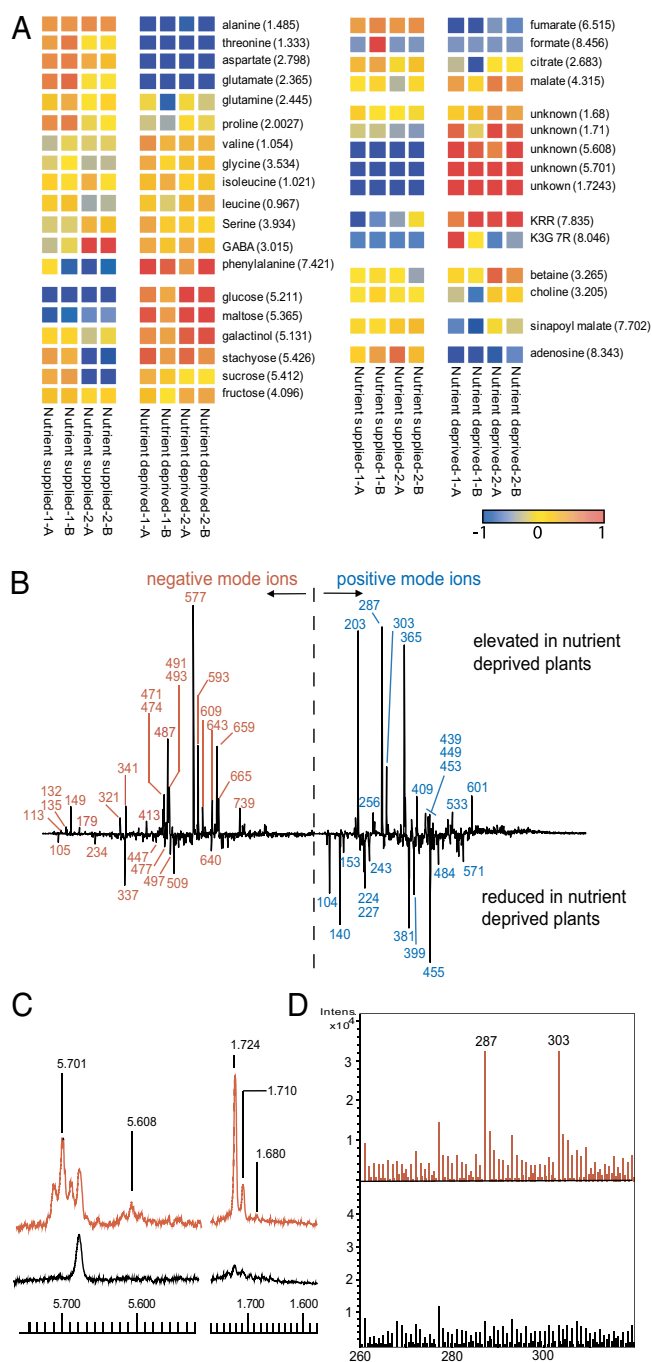 A
alanine (1.485)
threonine (1.333)
aspartate (2.798)
glutamate (2.365)
glutamine (2.445)
proline (2.0027)
valine (1.054)
glycine (3.534)
isoleucine (1.021)
leucine (0.967)
Serine (3.934)
GABA (3.015)
phenylalanine (7.421)
glucose (5.211)
maltose (5.365)
galactinol (5.131)
stachyose (5.426)
sucrose (5.412)
fructose (4.096)
Nutrient supplied-1-A
Nutrient supplied-1-B
Nutrient supplied-2-A
Nutrient supplied-2-B
Nutrient deprived-1-A
Nutrient deprived-1-B
Nutrient deprived-2-A
Nutrient deprived-2-B
fumarate (6.515)
formate (8.456)
citrate (2.683)
malate (4.315)
unknown (1.68)
unknown (1.71)
unknown (5.608)
unknown (5.701)
unkown (1.7243)
KRR (7.835)
K3G 7R (8.046)
betaine (3.265)
choline (3.205)
sinapoyl malate (7.702)
adenosine (8.343)
Nutrient supplied-1-A
Nutrient supplied-1-B
Nutrient supplied-2-A
Nutrient supplied-2-B
Nutrient deprived-1-A
Nutrient deprived-1-B
Nutrient deprived-2-A
Nutrient deprived-2-B
-1 0 1
B
negative mode ions
positive mode ions
elevated in nutrient
deprived plants
reduced in nutrient
deprived plants
577
491
493
593
471
474
487
609
643
659
341
665
132
135
149
113
179
321
413
739
105
234
447
477
497
337
509
640
287
203
303
365
439
449
453
256
409
533
601
153
243
104
224
227
140
381
399
455
484
571
C
5.701
5.608
1.724
1.710
1.680
5.700 5.600 1.700 1.600
D
Intens.
x10⁴
287
303
3
2
1
4
3
2
1
260 280 300